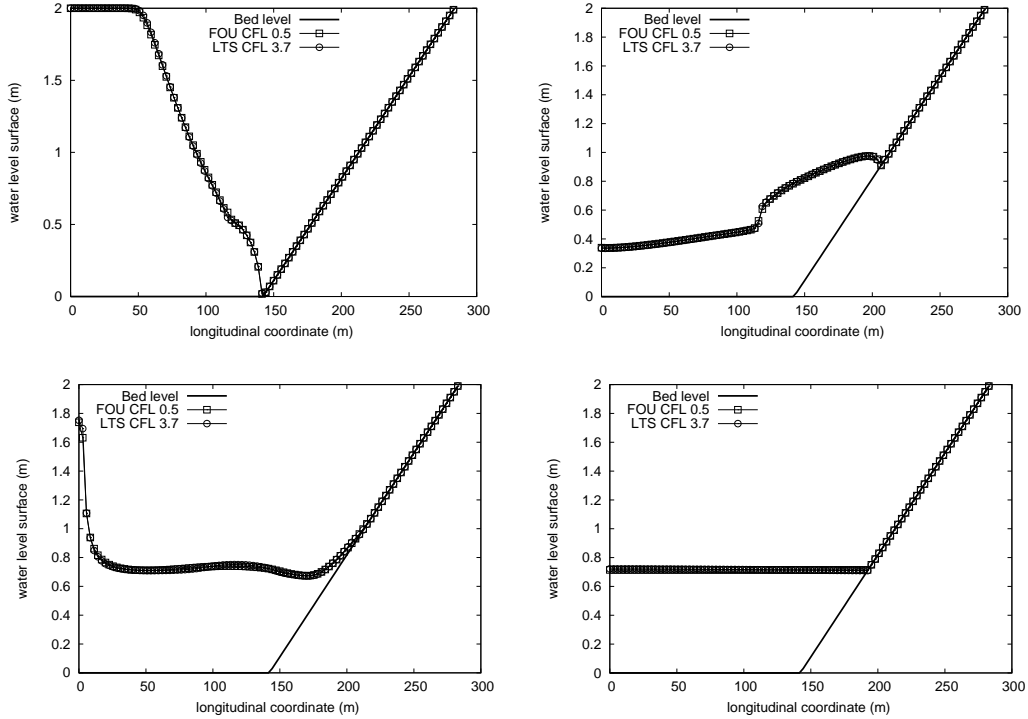 Bed level
FOU CFL 0.5
LTS CFL 3.7
water level surface (m)
2
1.5
1
0.5
0
0 50 100 150 200 250 300
longitudinal coordinate (m)
Bed level
FOU CFL 0.5
LTS CFL 3.7
water level surface (m)
2
1.8
1.6
1.4
1.2
1
0.8
0.6
0.4
0.2
0
0 50 100 150 200 250 300
longitudinal coordinate (m)
Bed level
FOU CFL 0.5
LTS CFL 3.7
water level surface (m)
2
1.8
1.6
1.4
1.2
1
0.8
0.6
0.4
0.2
0
0 50 100 150 200 250 300
longitudinal coordinate (m)
Bed level
FOU CFL 0.5
LTS CFL 3.7
water level surface (m)
2
1.8
1.6
1.4
1.2
1
0.8
0.6
0.4
0.2
0
0 50 100 150 200 250 300
longitudinal coordinate (m)